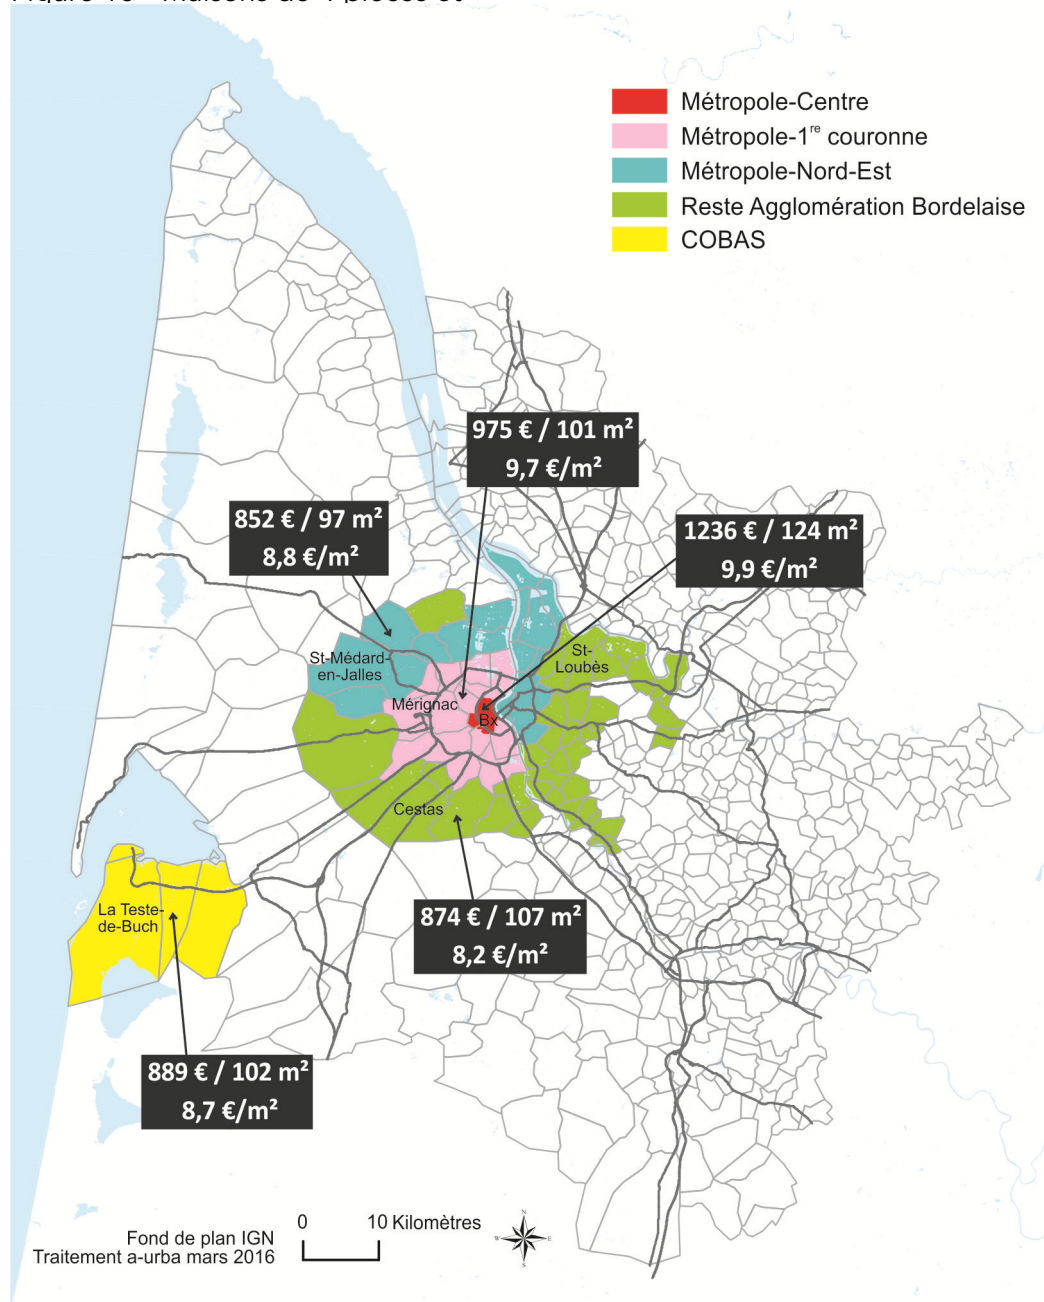 Métropole-Centre
Métropole-1re couronne
Métropole-Nord-Est
Reste Agglomération Bordelaise
COBAS
975 € / 101 m²
9,7 €/m²
852 € / 97 m²
8,8 €/m²
1236 € / 124 m²
9,9 €/m²
St-Médard-
en-Jalles
St-
Loubès
Mérignac
Bx
Cestas
La Teste-
de-Buch
874 € / 107 m²
8,2 €/m²
889 € / 102 m²
8,7 €/m²
0 10 Kilomètres
Fond de plan IGN
Traitement a-urba mars 2016
N
W E
S